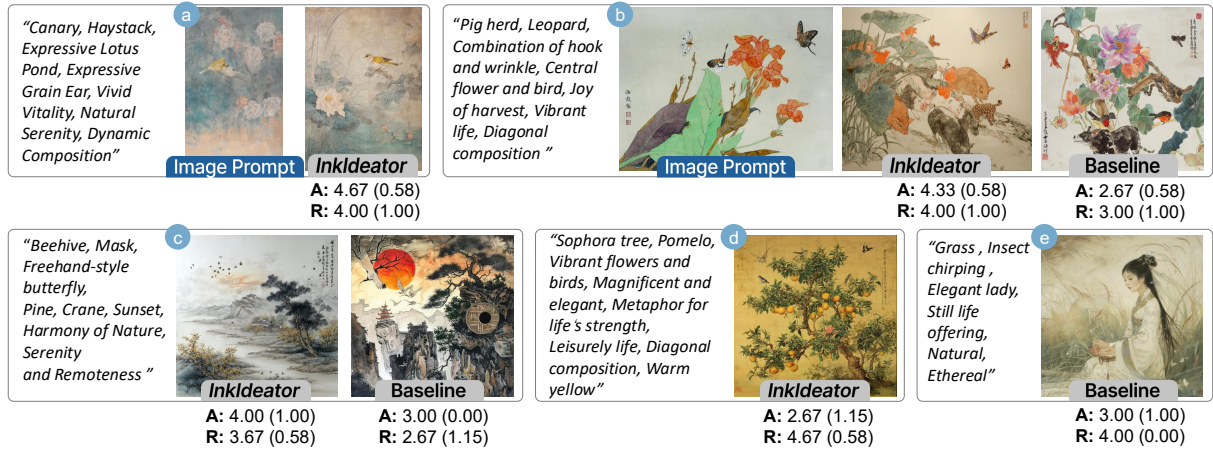 a
“Canary, Haystack,
Expressive Lotus
Pond, Expressive
Grain Ear, Vivid
Vitality, Natural
Serenity, Dynamic
Composition”
Image Prompt
InkIdeator
A: 4.67 (0.58)
R: 4.00 (1.00)
b
“Pig herd, Leopard,
Combination of hook
and wrinkle, Central
flower and bird, Joy
of harvest, Vibrant
life, Diagonal
composition ”
Image Prompt
InkIdeator
A: 4.33 (0.58)
R: 4.00 (1.00)
Baseline
A: 2.67 (0.58)
R: 3.00 (1.00)
c
“Beehive, Mask,
Freehand-style
butterfly,
Pine, Crane, Sunset,
Harmony of Nature,
Serenity
and Remoteness ”
InkIdeator
A: 4.00 (1.00)
R: 3.67 (0.58)
Baseline
A: 3.00 (0.00)
R: 2.67 (1.15)
d
“Sophora tree, Pomelo,
Vibrant flowers and
birds, Magnificent and
elegant, Metaphor for
life’s strength,
Leisurely life, Diagonal
composition, Warm
yellow”
InkIdeator
A: 2.67 (1.15)
R: 4.67 (0.58)
e
“Grass , Insect
chirping ,
Elegant lady,
Still life
offering,
Natural,
Ethereal”
Baseline
A: 3.00 (1.00)
R: 4.00 (0.00)